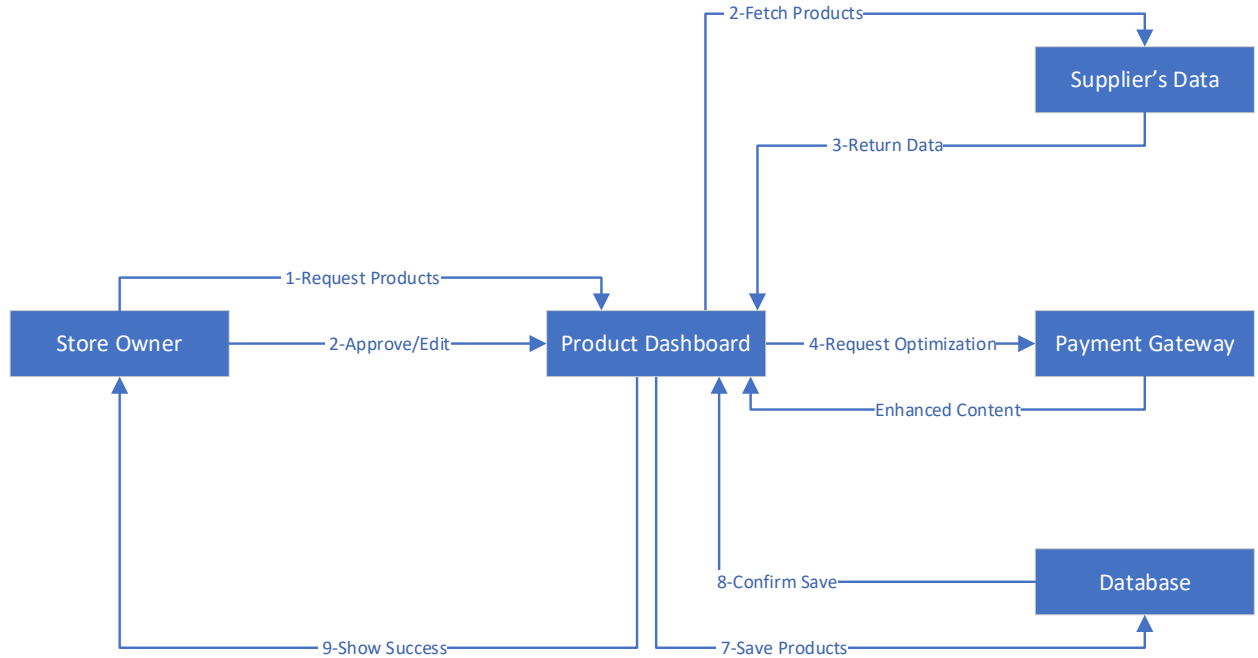 2-Fetch Products
Supplier's Data
3-Return Data
1-Request Products
Store Owner
2-Approve/Edit
Product Dashboard
4-Request Optimization
Payment Gateway
Enhanced Content
8-Confirm Save
Database
9-Show Success
7-Save Products